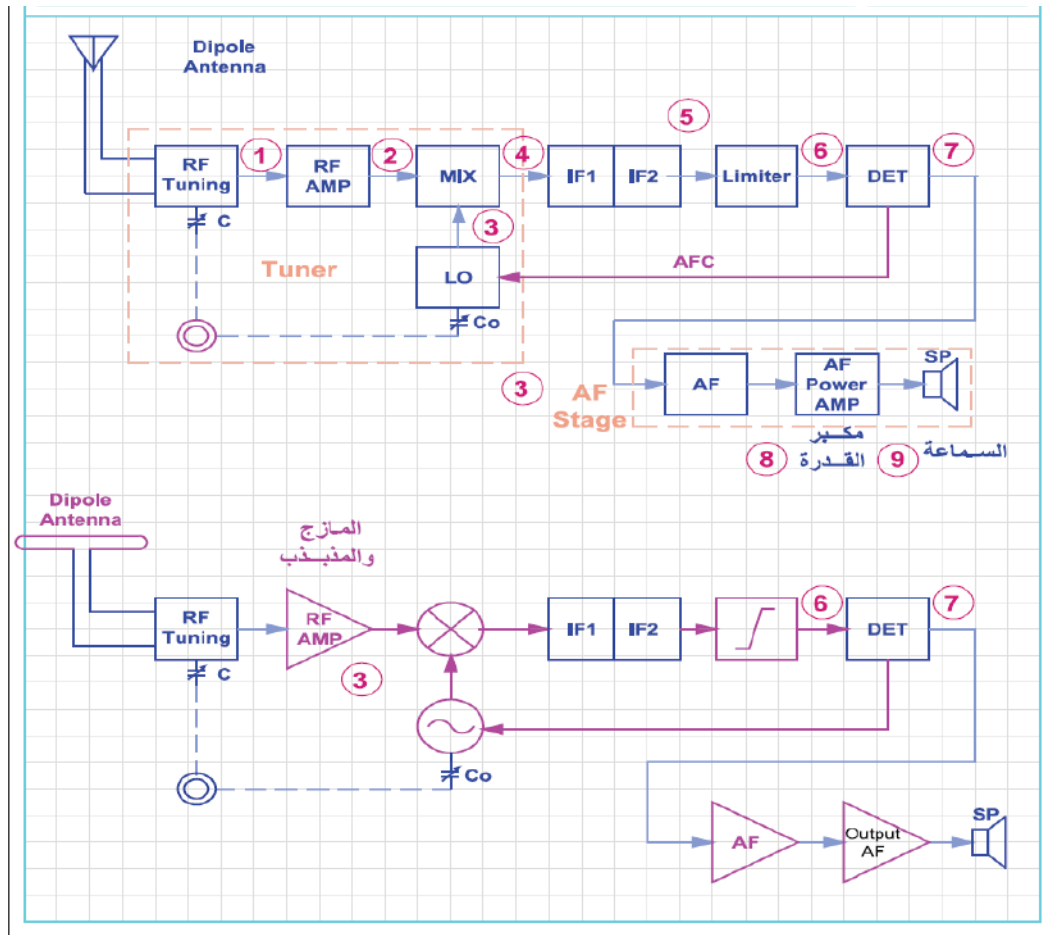 Dipole
Antenna
5
RF
Tuning
1
RF
AMP
2
MIX
4
IF1
IF2
Limiter
6
DET
7
C
3
Tuner
LO
AFC
Co
3
AF
Stage
AF
AF
Power
AMP
SP
8
مكبر
القدرة
9
السماعة
Dipole
Antenna
المازج
والمذبذب
RF
Tuning
RF
AMP
IF1
IF2
6
DET
7
C
3
Co
AF
Output
AF
SP